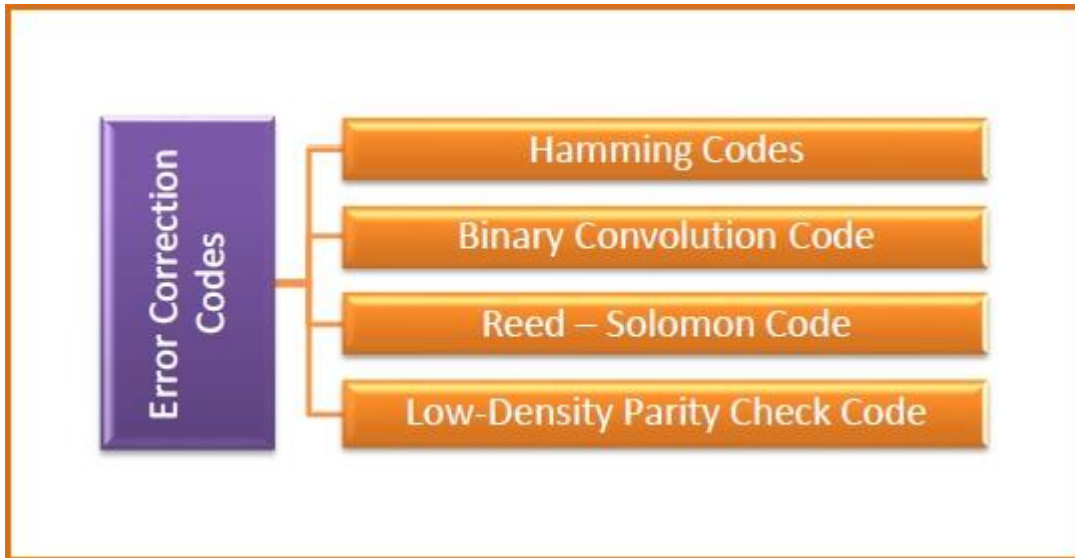 Error Correction
Codes
Hamming Codes
Binary Convolution Code
Reed – Solomon Code
Low-Density Parity Check Code